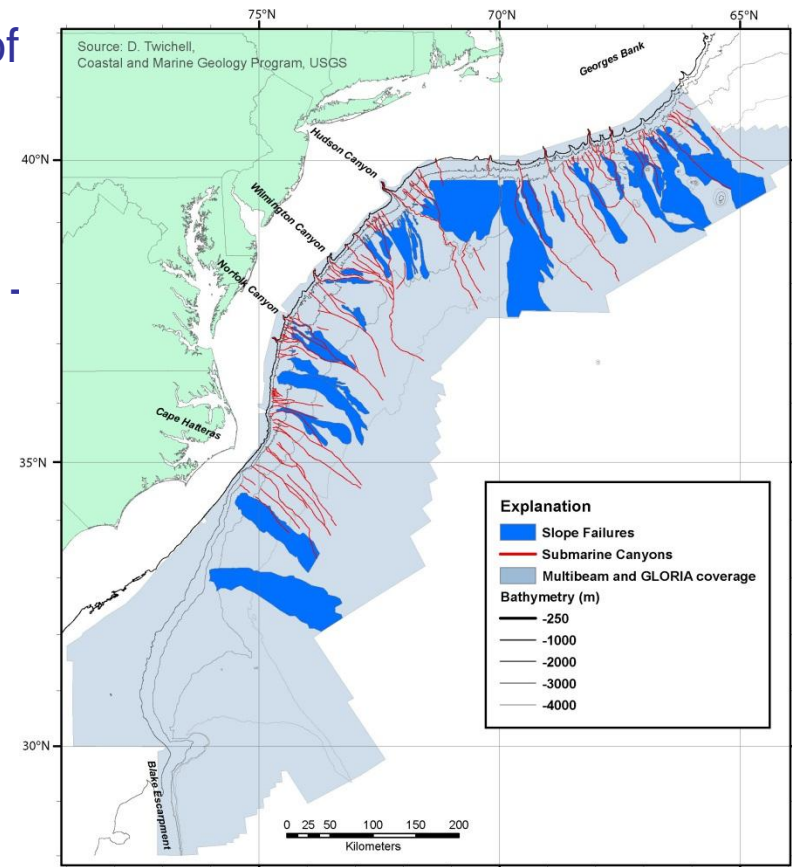 of
-
75°N
70°N
65°N
Source: D. Twichell,
Coastal and Marine Geology Program, USGS
Georges Bank
Hudson Canyon
40°N
Wilmington Canyon
Norfolk Canyon
Cape Hatteras
35°N
Explanation
Slope Failures
Submarine Canyons
Multibeam and GLORIA coverage
Bathymetry (m)
-250
-1000
-2000
-3000
-4000
30°N
Blake Escarpment
0 25 50 100 150 200
Kilometers